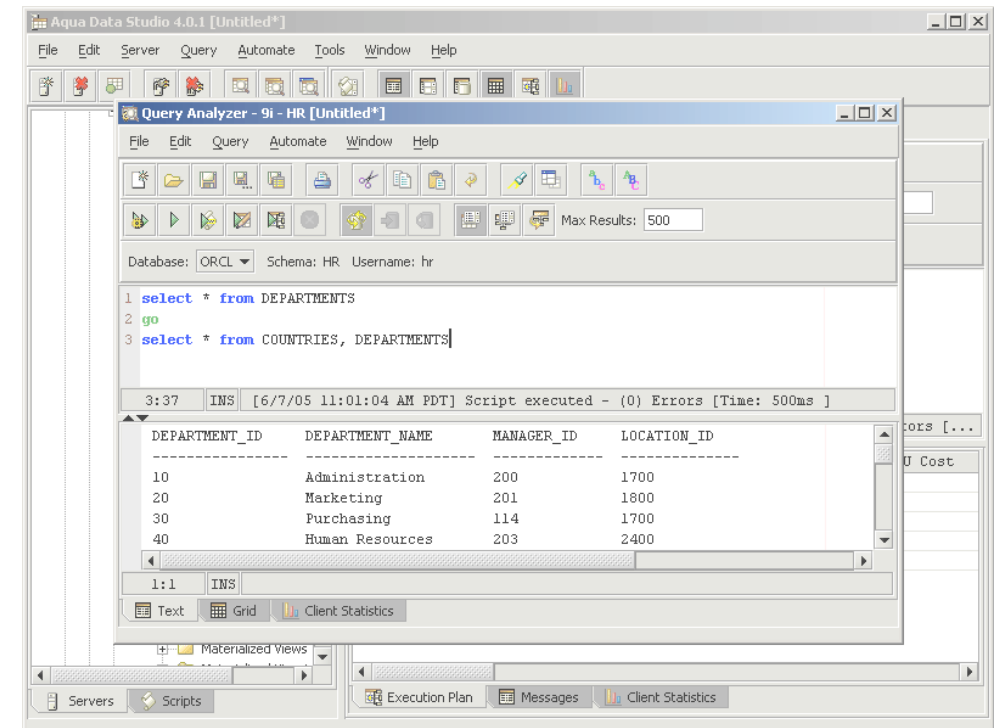 Aqua Data Studio 4.0.1 [Untitled*]
File Edit Server Query Automate Tools Window Help
Query Analyzer - 9i - HR [Untitled*]
File Edit Query Automate Window Help
Max Results: 500
Database: ORCL Schema: HR Username: hr
1 select * from DEPARTMENTS
2 go
3 select * from COUNTRIES, DEPARTMENTS
3:37 INS [6/7/05 11:01:04 AM PDT] Script executed - (0) Errors [Time: 500ms ]
DEPARTMENT_ID DEPARTMENT_NAME MANAGER_ID LOCATION_ID
---------------- -------------------- ------------- --------------
10 Administration 200 1700
20 Marketing 201 1800
30 Purchasing 114 1700
40 Human Resources 203 2400
1:1 INS
Text Grid Client Statistics
[...
U Cost
Materialized Views
Servers Scripts
Execution Plan Messages Client Statistics